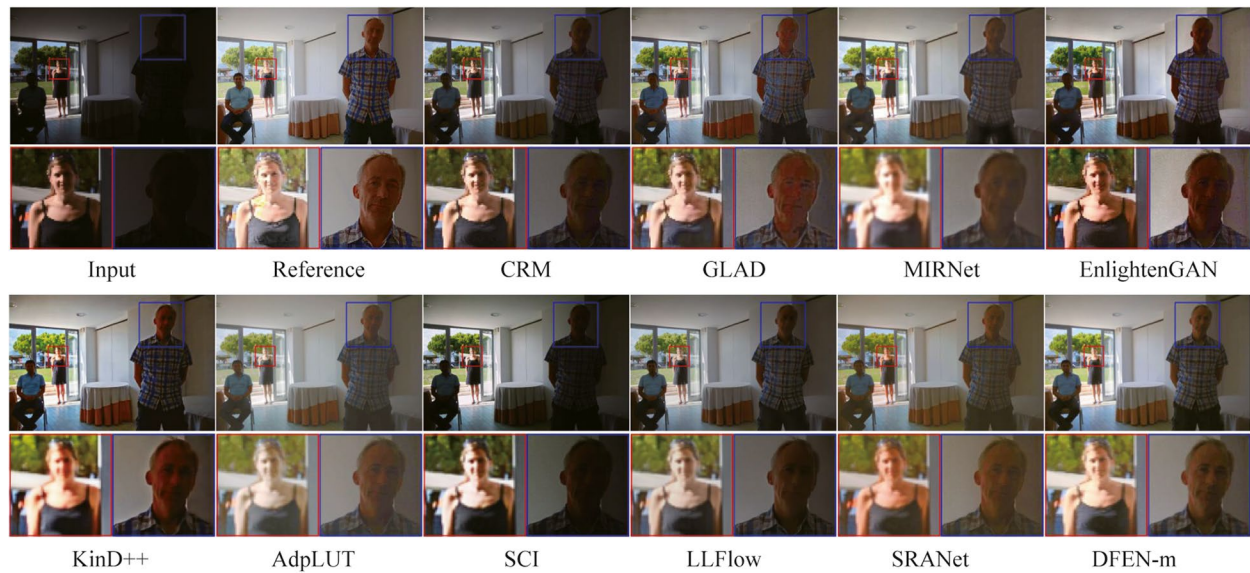 Input Reference CRM GLAD MIRNet EnlightenGAN
KinD++ AdpLUT SCI LLFlow SRANet DFEN-m